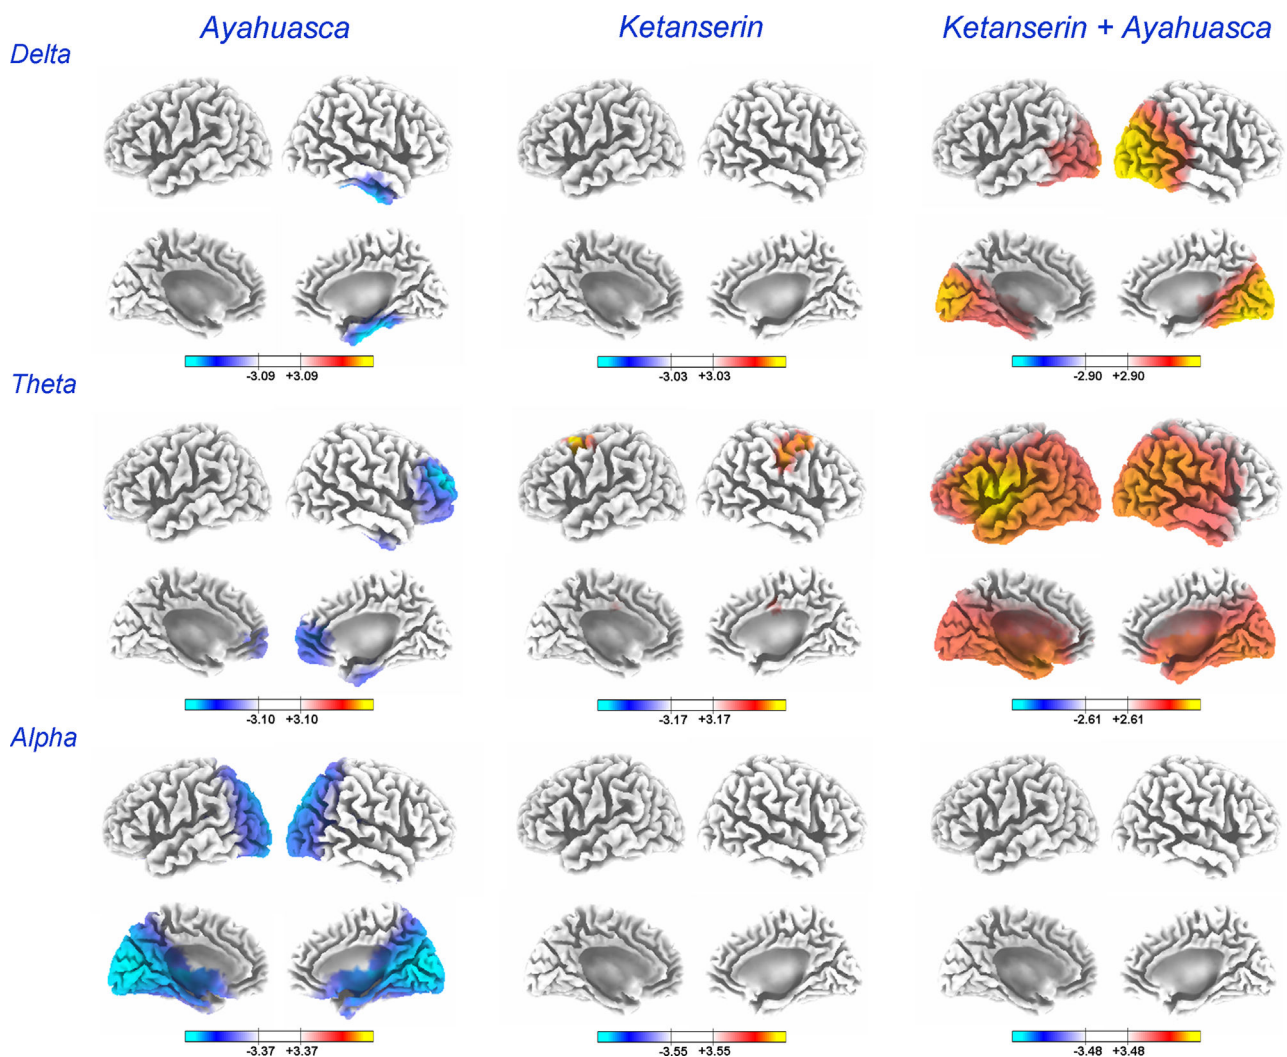 Ayahuasca Ketanserin Ketanserin + Ayahuasca
Delta
-3.09 +3.09 -3.03 +3.03 -2.90 +2.90
Theta
-3.10 +3.10 -3.17 +3.17 -2.61 +2.61
Alpha
-3.37 +3.37 -3.55 +3.55 -3.48 +3.48